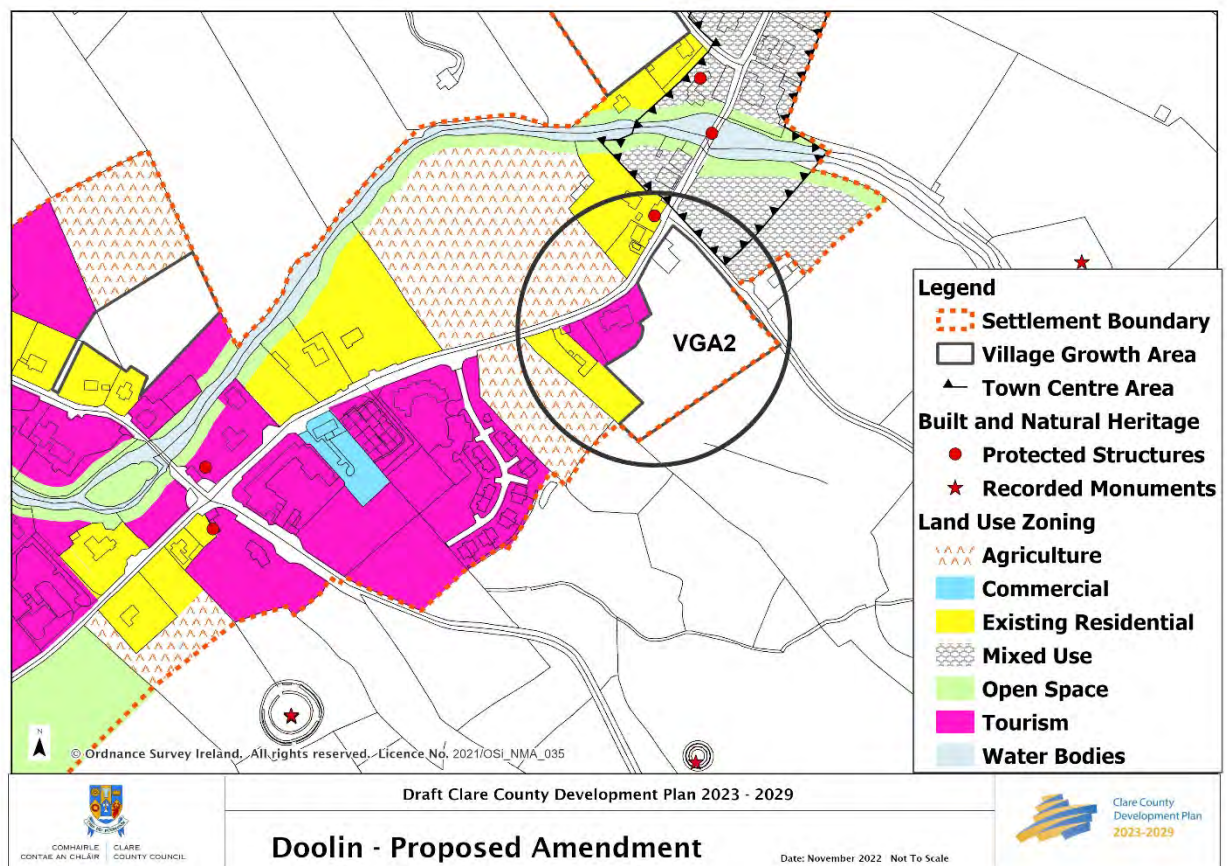 VGA2
Legend
Settlement Boundary
Village Growth Area
Town Centre Area
Built and Natural Heritage
Protected Structures
Recorded Monuments
Land Use Zoning
Agriculture
Commercial
Existing Residential
Mixed Use
Open Space
Tourism
Water Bodies
N
© Ordnance Survey Ireland. All rights reserved. Licence No. 2021/OSi_NMA_035
COMHAIRLE CLARE
CONTAE AN CHLÁIR COUNTY COUNCIL
Draft Clare County Development Plan 2023 - 2029
Doolin - Proposed Amendment
Date: November 2022 Not To Scale
Clare County
Development Plan
2023-2029